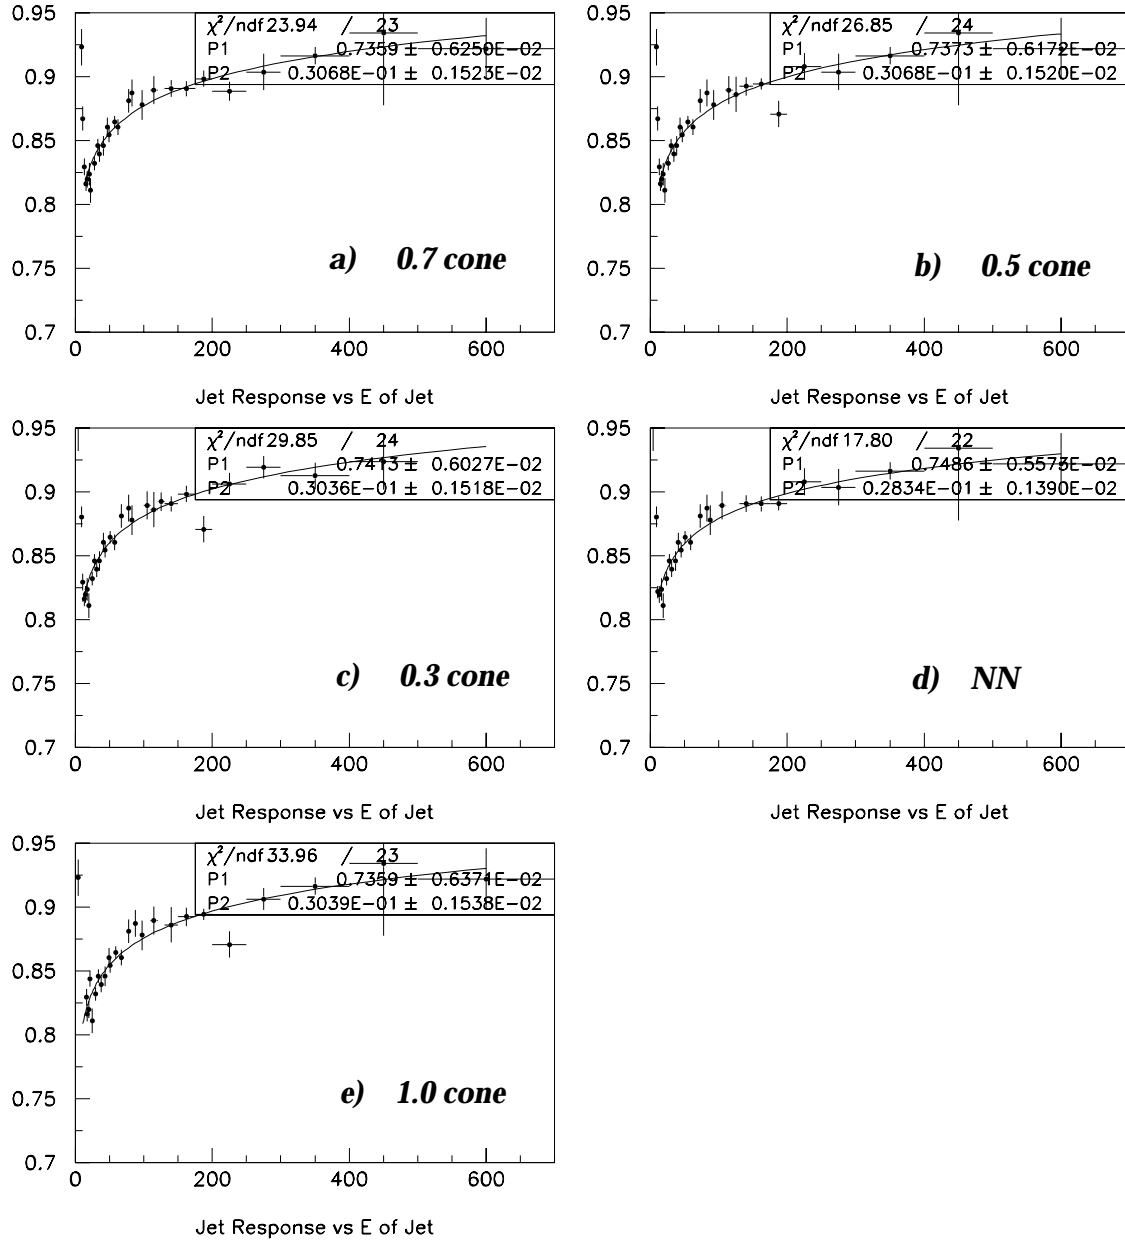 0.95
0.9
0.85
0.8
0.75
0.7
χ²/ndf 23.94 / 23
P1 0.7359 ± 0.6250E-02
P2 0.3068E-01 ± 0.1523E-02
a) 0.7 cone
0 200 400 600
Jet Response vs E of Jet
0.95
0.9
0.85
0.8
0.75
0.7
χ²/ndf 26.85 / 24
P1 0.7373 ± 0.6172E-02
P2 0.3068E-01 ± 0.1520E-02
b) 0.5 cone
0 200 400 600
Jet Response vs E of Jet
0.95
0.9
0.85
0.8
0.75
0.7
χ²/ndf 29.85 / 24
P1 0.7413 ± 0.6027E-02
P2 0.3036E-01 ± 0.1518E-02
c) 0.3 cone
0 200 400 600
Jet Response vs E of Jet
0.95
0.9
0.85
0.8
0.75
0.7
χ²/ndf 17.80 / 22
P1 0.7486 ± 0.5573E-02
P2 0.2834E-01 ± 0.1390E-02
d) NN
0 200 400 600
Jet Response vs E of Jet
0.95
0.9
0.85
0.8
0.75
0.7
χ²/ndf 33.96 / 23
P1 0.7359 ± 0.6374E-02
P2 0.3039E-01 ± 0.1538E-02
e) 1.0 cone
0 200 400 600
Jet Response vs E of Jet